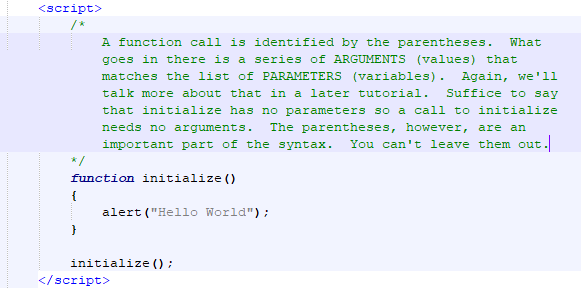 <script>
/*
A function call is identified by the parentheses.  What
goes in there is a series of ARGUMENTS (values) that
matches the list of PARAMETERS (variables).  Again, we'll
talk more about that in a later tutorial.  Suffice to say
that initialize has no parameters so a call to initialize
needs no arguments.  The parentheses, however, are an
important part of the syntax.  You can't leave them out.
*/
function initialize()
{
alert("Hello World");
}
initialize();
</script>